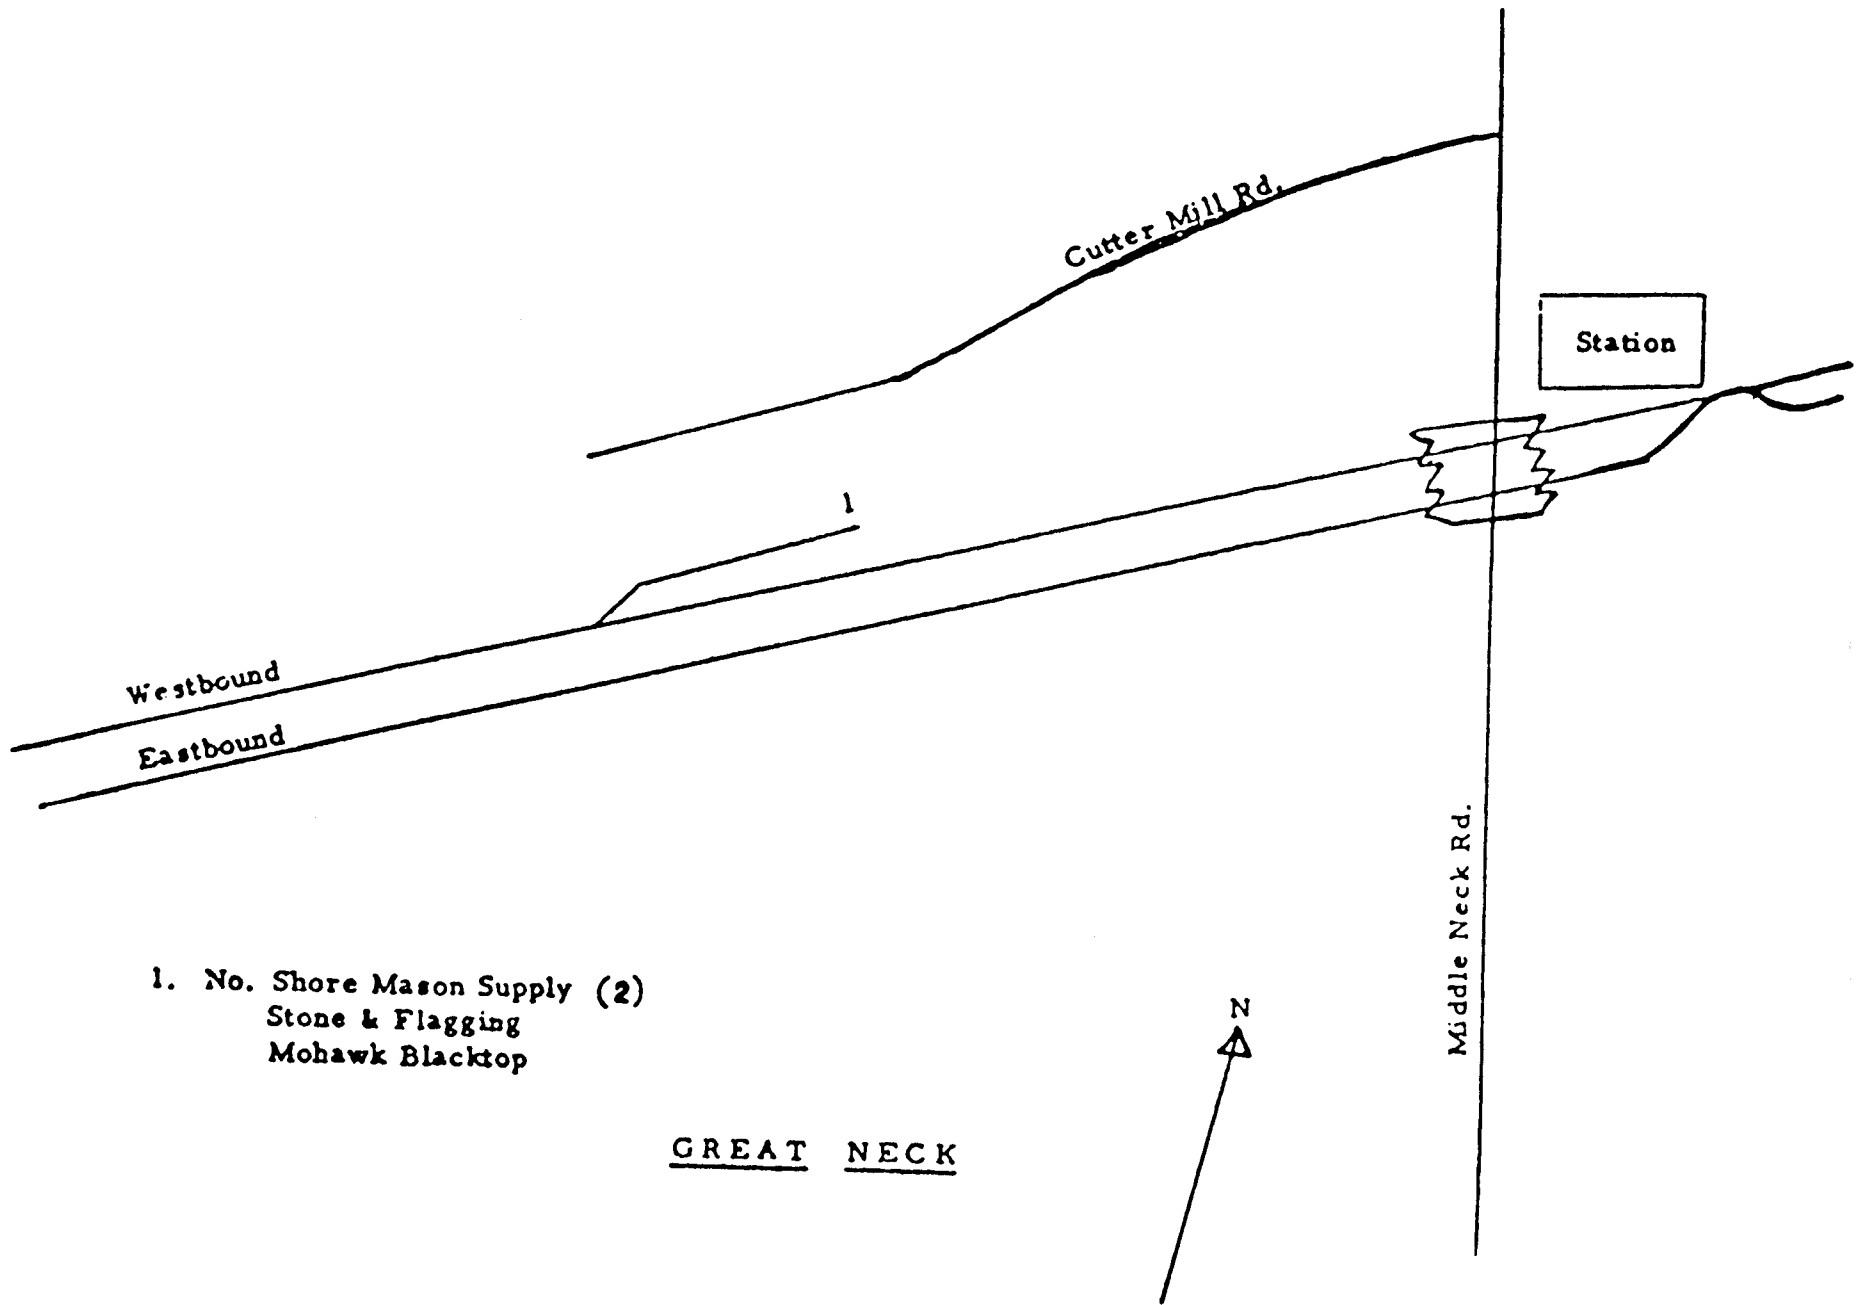 Cutter Mill Rd.
Station
1
Westbound
Eastbound
Middle Neck Rd.
1. No. Shore Mason Supply (2)
Stone & Flagging
Mohawk Blacktop
N
GREAT NECK